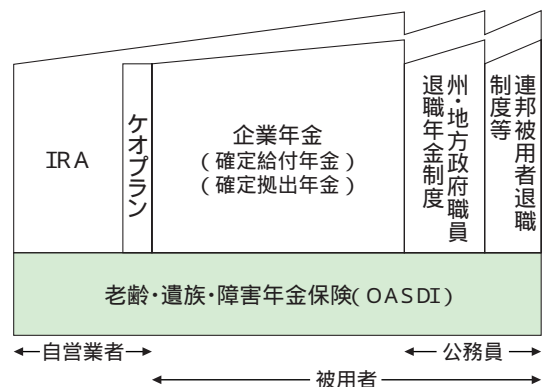 IRA
ケオプラン
企業年金
(確定給付年金)
(確定拠出年金)
州・地方政府職員
退職年金制度
連邦被用者退職
制度等
老齢・遺族・障害年金保険(OASDI)
自営業者
公務員
被用者